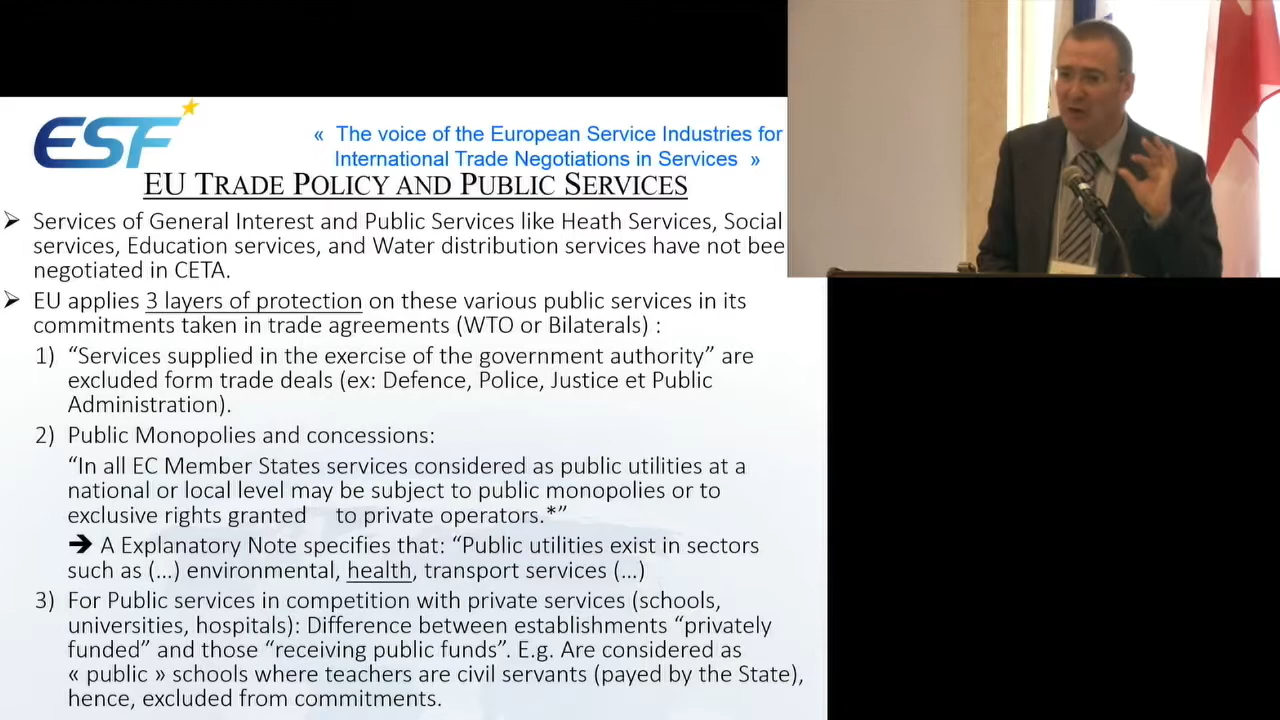 ESF
« The voice of the European Service Industries for
International Trade Negotiations in Services »
EU TRADE POLICY AND PUBLIC SERVICES
➢ Services of General Interest and Public Services like Heath Services, Social
services, Education services, and Water distribution services have not bee
negotiated in CETA.
➢ EU applies 3 layers of protection on these various public services in its
commitments taken in trade agreements (WTO or Bilaterals) :
1) “Services supplied in the exercise of the government authority” are
excluded form trade deals (ex: Defence, Police, Justice et Public
Administration).
2) Public Monopolies and concessions:
“In all EC Member States services considered as public utilities at a
national or local level may be subject to public monopolies or to
exclusive rights granted to private operators.*”
➔ A Explanatory Note specifies that: “Public utilities exist in sectors
such as (…) environmental, health, transport services (…)
3) For Public services in competition with private services (schools,
universities, hospitals): Difference between establishments “privately
funded” and those “receiving public funds”. E.g. Are considered as
« public » schools where teachers are civil servants (payed by the State),
hence, excluded from commitments.